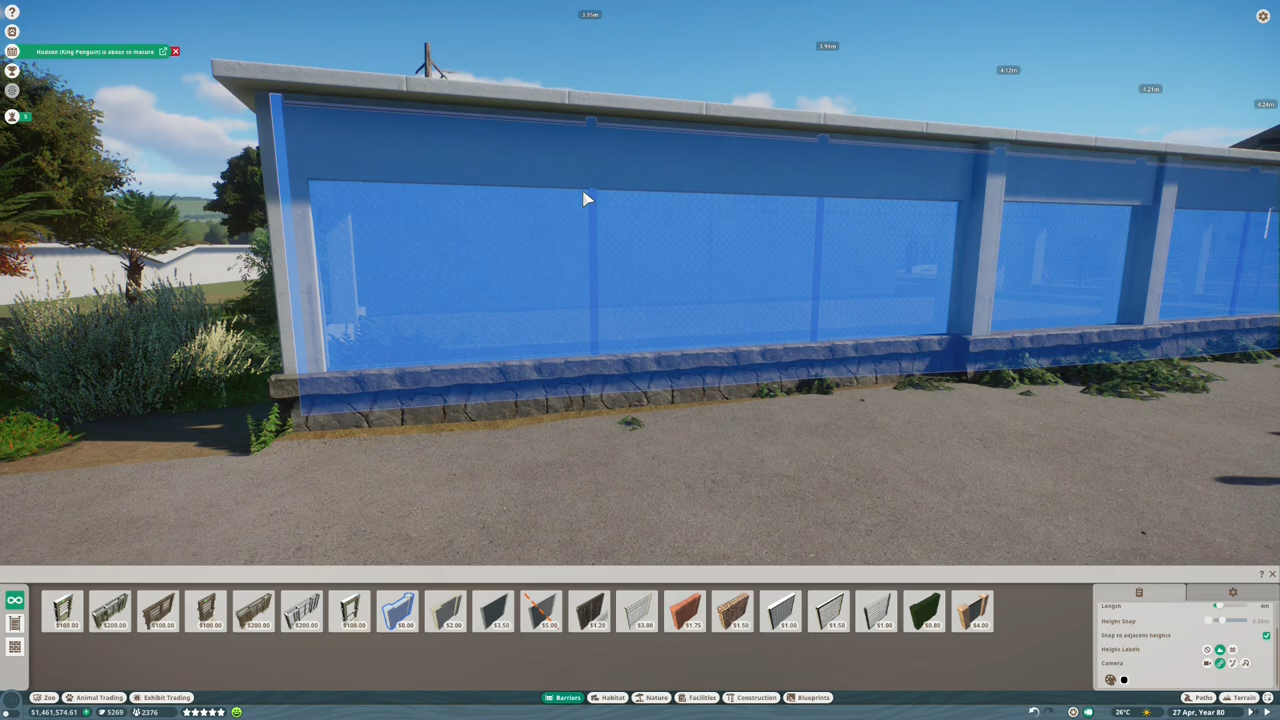 3.95m
3.99m
4.12m
4.21m
4.24m
Hudson (King Penguin) is about to mature
5
$100.00 $200.00 $100.00 $100.00 $200.00 $200.00 $100.00 $0.00 $2.00 $3.50 $5.00 $1.20 $3.00 $1.75 $1.50 $1.00 $1.50 $1.00 $0.80 $4.00
Length 4m
Height Snap 0.50m
Snap to adjacent heights
Height Labels
Camera
Zoo Animal Trading Exhibit Trading Barriers Habitat Nature Facilities Construction Blueprints Paths Terrain
$1,461,574.61 5269 2376 26°C 27 Apr, Year 80